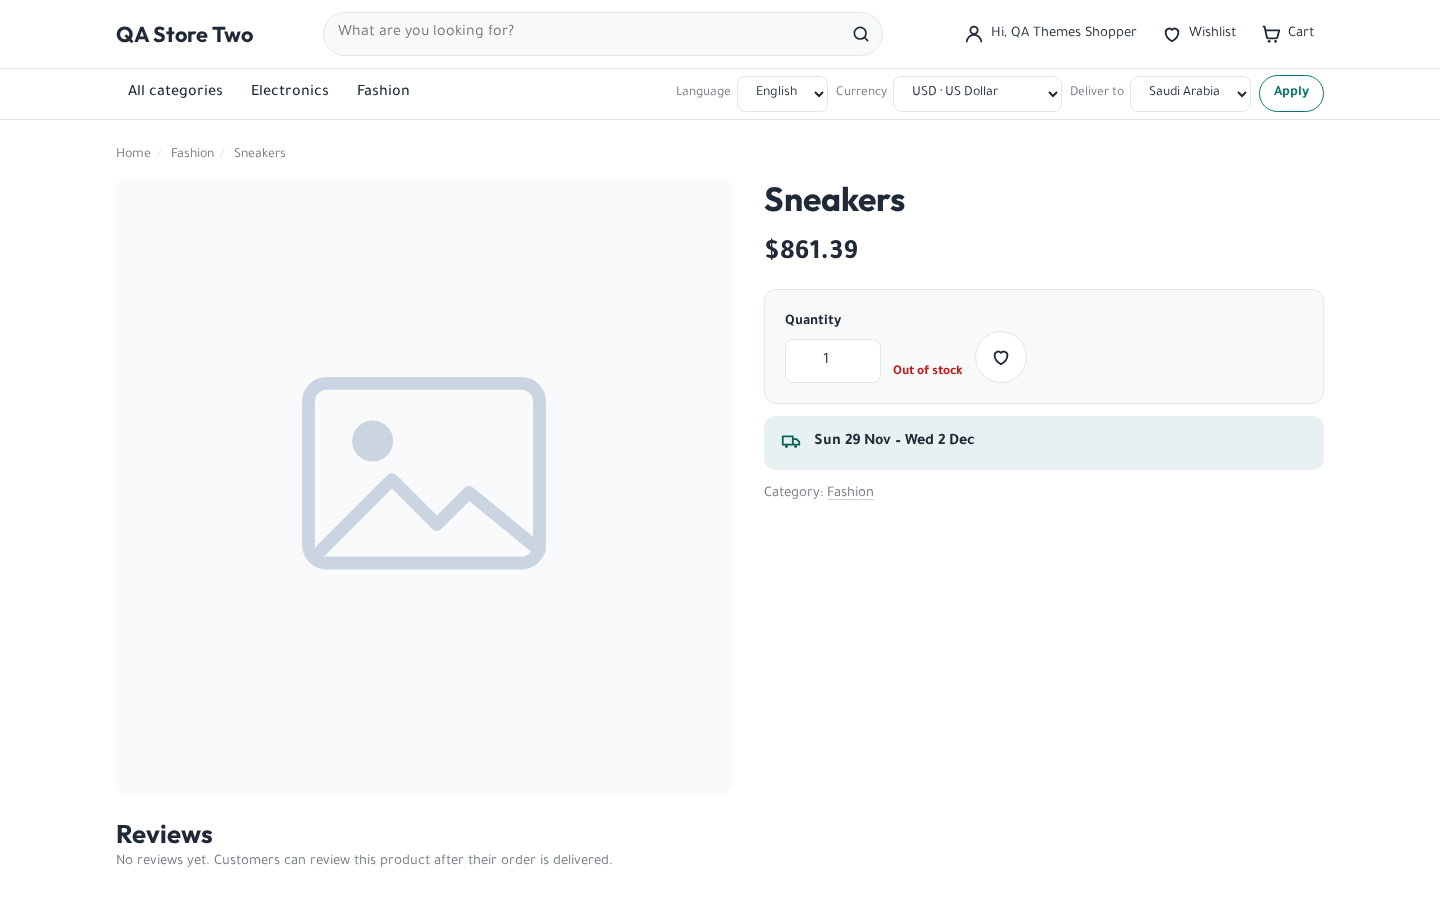 QA Store Two
What are you looking for?
Hi, QA Themes Shopper
Wishlist
Cart
All categories
Electronics
Fashion
Language
English
Currency
USD · US Dollar
Deliver to
Saudi Arabia
Apply
Home / Fashion / Sneakers
Sneakers
$861.39
Quantity
1
Out of stock
Sun 29 Nov – Wed 2 Dec
Category: Fashion
Reviews
No reviews yet. Customers can review this product after their order is delivered.